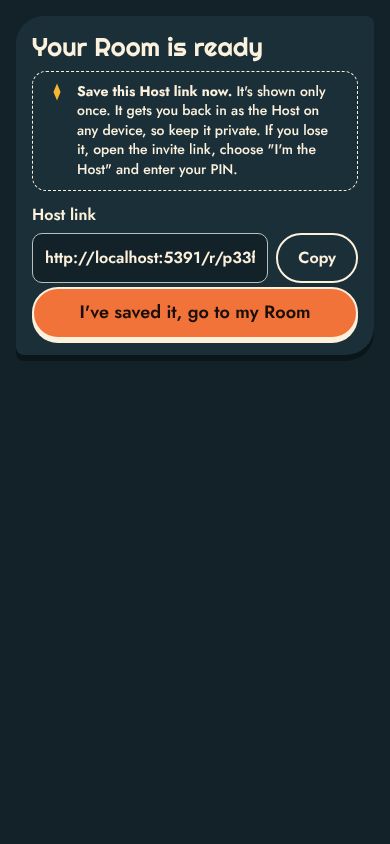 Your Room is ready
Save this Host link now. It's shown only
once. It gets you back in as the Host on
any device, so keep it private. If you lose
it, open the invite link, choose "I'm the
Host" and enter your PIN.
Host link
http://localhost:5391/r/p33f
Copy
I've saved it, go to my Room